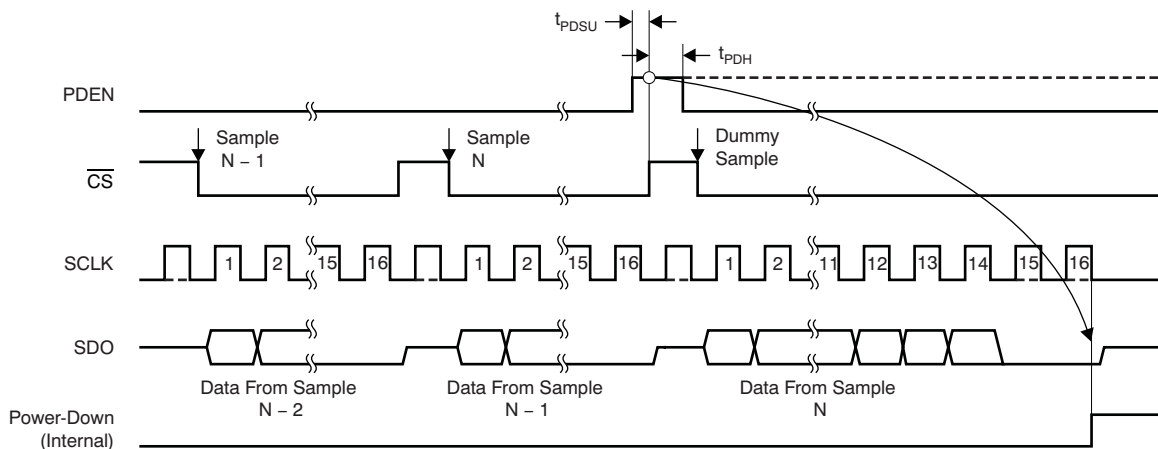 tPDSU
tPDH
PDEN
Sample
N – 1
Sample
N
Dummy
Sample
CS
SCLK
1 2 15 16 1 2 15 16 1 2 11 12 13 14 15 16
SDO
Data From Sample
N – 2
Data From Sample
N – 1
Data From Sample
N
Power-Down
(Internal)